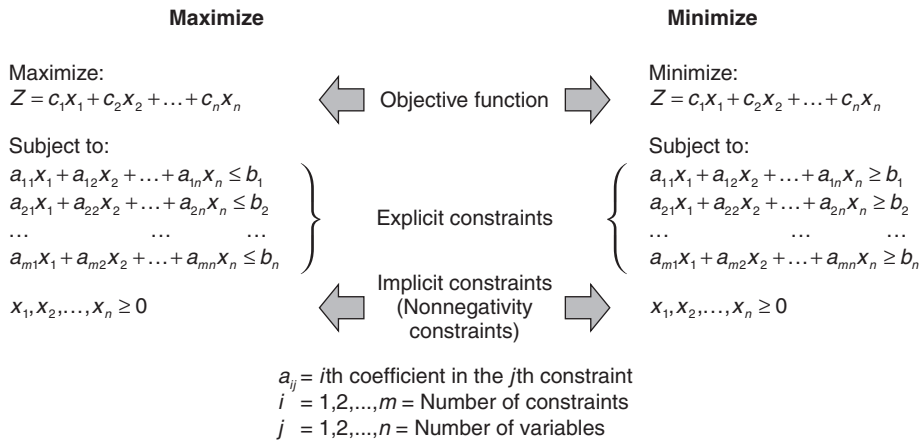 Maximize
Minimize
Maximize:
Z = c₁x₁ + c₂x₂ + … + cₙxₙ
Objective function
Minimize:
Z = c₁x₁ + c₂x₂ + … + cₙxₙ
Subject to:
a₁₁x₁ + a₁₂x₂ + … + a₁ₙxₙ ≤ b₁
a₂₁x₁ + a₂₂x₂ + … + a₂ₙxₙ ≤ b₂
… … …
aₘ₁x₁ + aₘ₂x₂ + … + aₘₙxₙ ≤ bₙ
Explicit constraints
Subject to:
a₁₁x₁ + a₁₂x₂ + … + a₁ₙxₙ ≥ b₁
a₂₁x₁ + a₂₂x₂ + … + a₂ₙxₙ ≥ b₂
… … …
aₘ₁x₁ + aₘ₂x₂ + … + aₘₙxₙ ≥ bₙ
x₁, x₂, …, xₙ ≥ 0
Implicit constraints
(Nonnegativity
constraints)
x₁, x₂, …, xₙ ≥ 0
aᵢⱼ = ith coefficient in the jth constraint
i = 1,2,...,m = Number of constraints
j = 1,2,...,n = Number of variables